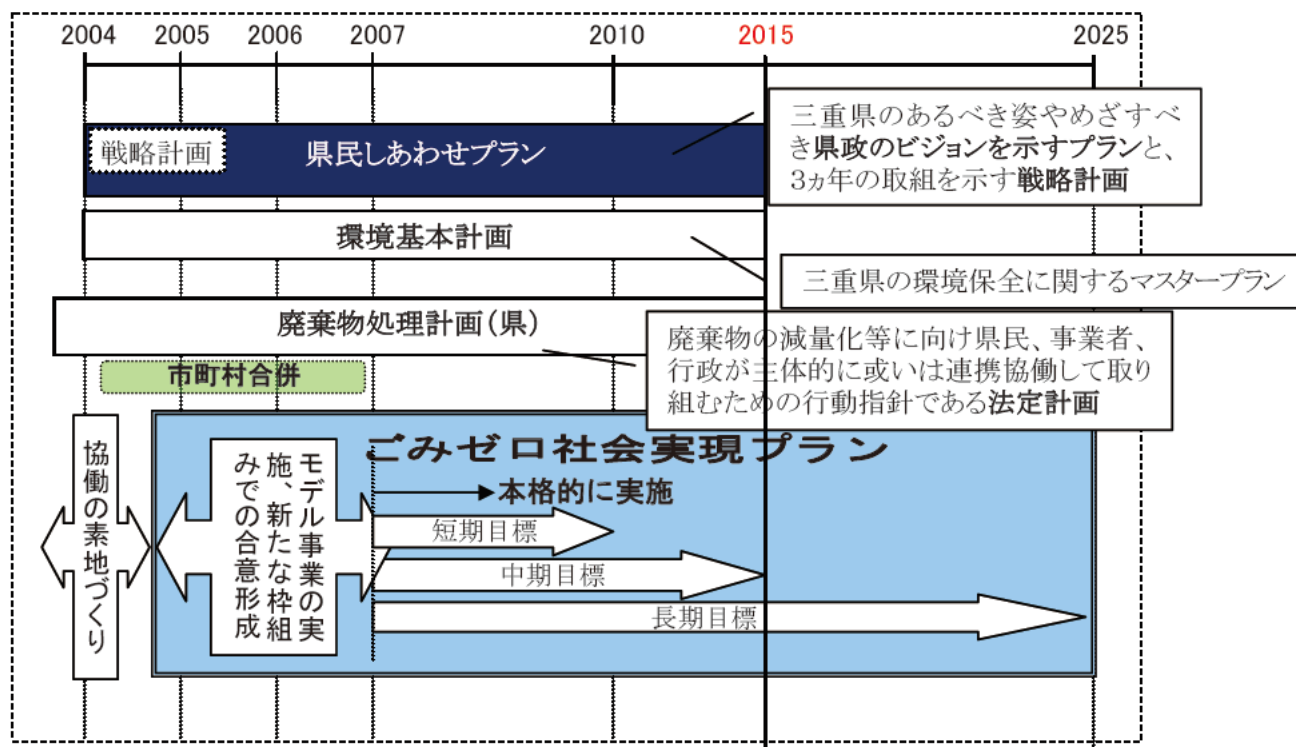 2004 2005 2006 2007 2010 2015 2025
戦略計画
県民しあわせプラン
三重県のあるべき姿やめざすべ
き県政のビジョンを示すプランと、
3ヵ年の取組を示す戦略計画
環境基本計画
三重県の環境保全に関するマスタープラン
廃棄物処理計画(県)
廃棄物の減量化等に向け県民、事業者、
行政が主体的に或いは連携協働して取り
組むための行動指針である法定計画
市町村合併
協働の素地づくり
ごみゼロ社会実現プラン
モデル事業の実
施、新たな枠組
みでの合意形成
本格的に実施
短期目標
中期目標
長期目標